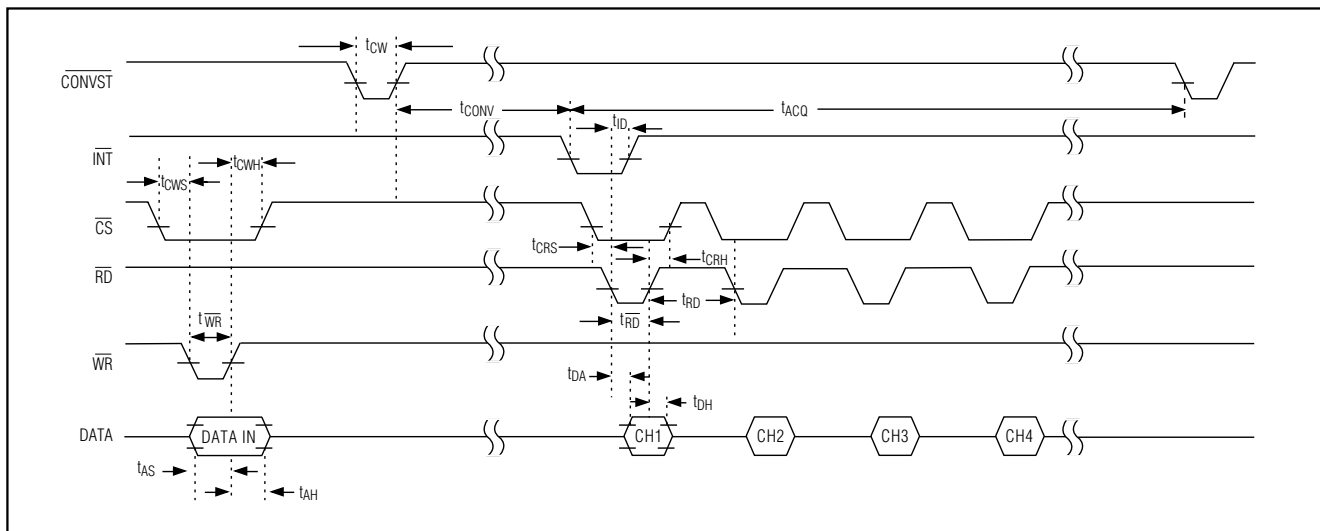 tCW
CONVST
tCONV
tACQ
tID
INT
tCWH
tCWS
CS
tCRS
tCRH
RD
tRD
tRD
tWR
WR
tDA
tDH
DATA
DATA IN
CH1
CH2
CH3
CH4
tAS
tAH